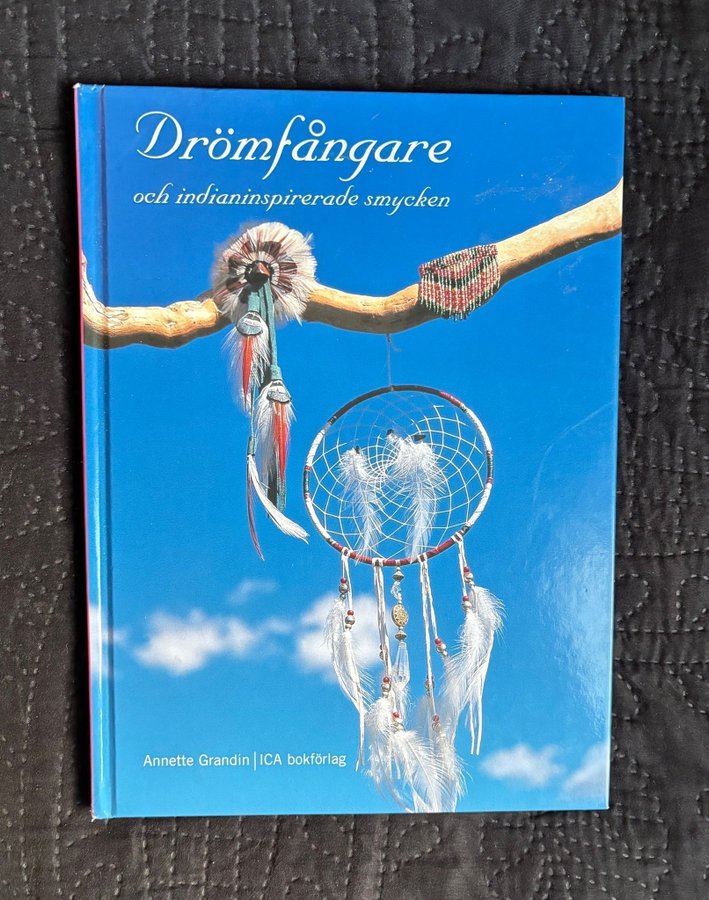 Drömfångare
och indianinspirerade smycken
Annette Grandin | ICA bokförlag